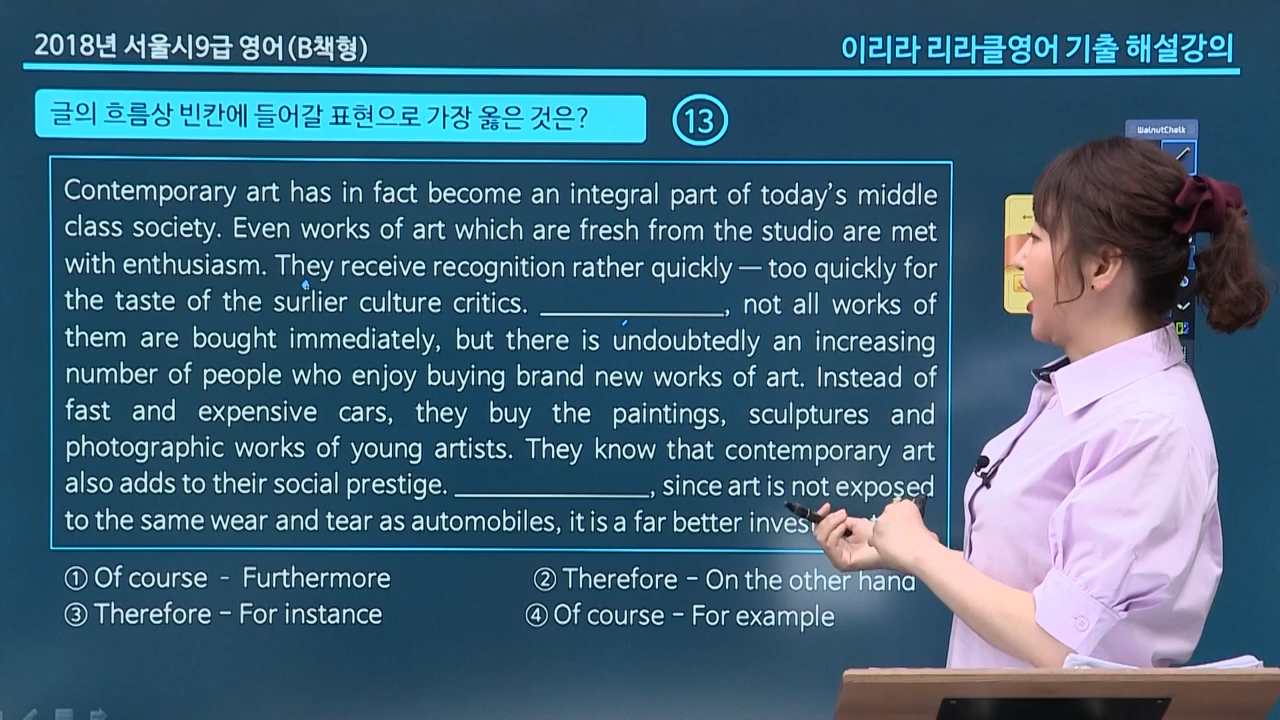 2018년 서울시9급 영어(B책형)
이리라 리라클영어 기출 해설강의
글의 흐름상 빈칸에 들어갈 표현으로 가장 옳은 것은?
13
WalnutChalk
Contemporary art has in fact become an integral part of today's middle
class society. Even works of art which are fresh from the studio are met
with enthusiasm. They receive recognition rather quickly — too quickly for
the taste of the surlier culture critics. ______________, not all works of
them are bought immediately, but there is undoubtedly an increasing
number of people who enjoy buying brand new works of art. Instead of
fast and expensive cars, they buy the paintings, sculptures and
photographic works of young artists. They know that contemporary art
also adds to their social prestige. ______________, since art is not exposed
to the same wear and tear as automobiles, it is a far better
① Of course - Furthermore
② Therefore – On the other hand
③ Therefore – For instance
④ Of course – For example